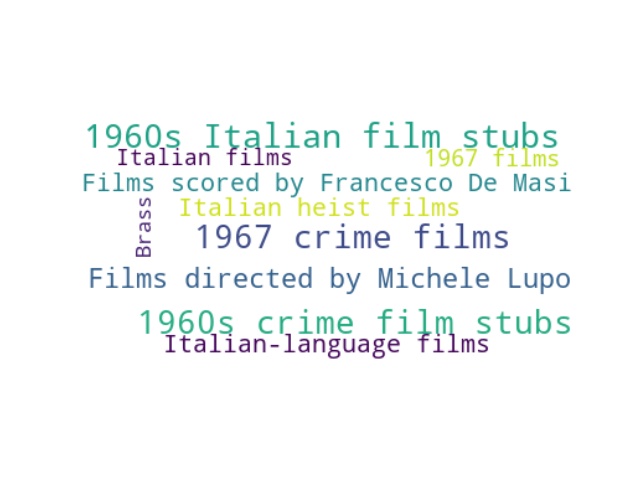 1960s Italian film stubs
Italian films
1967 films
Films scored by Francesco De Masi
Italian heist films
Brass
1967 crime films
Films directed by Michele Lupo
1960s crime film stubs
Italian-language films